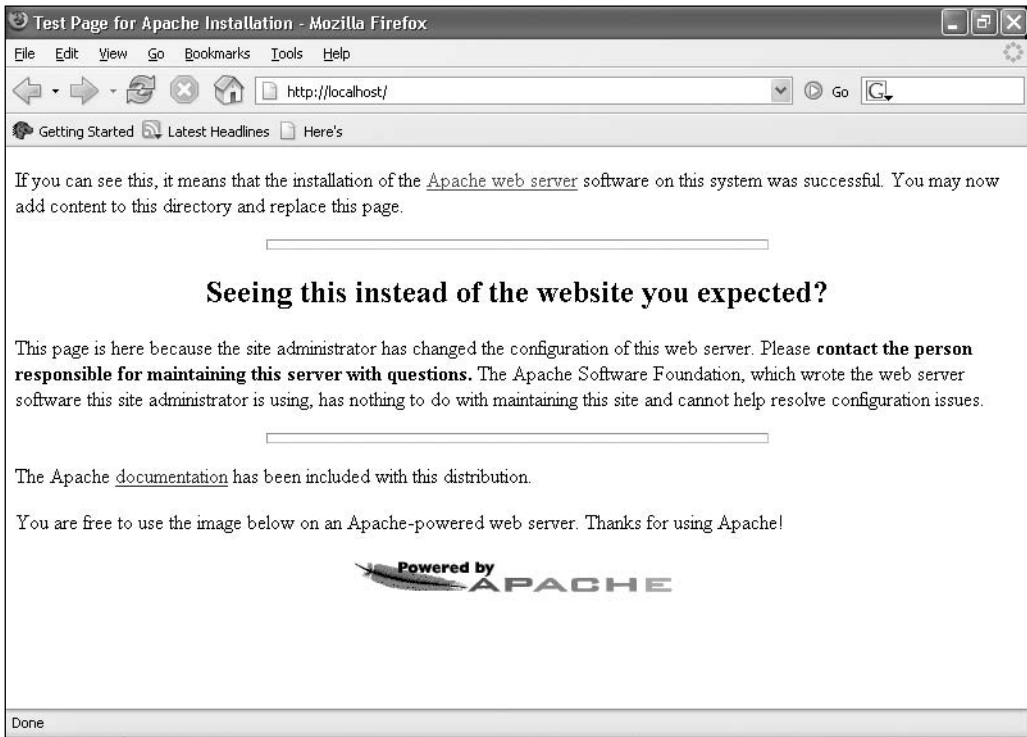 Test Page for Apache Installation - Mozilla Firefox
File Edit View Go Bookmarks Tools Help
http://localhost/ Go G
Getting Started Latest Headlines Here's
If you can see this, it means that the installation of the Apache web server software on this system was successful. You may now
add content to this directory and replace this page.
Seeing this instead of the website you expected?
This page is here because the site administrator has changed the configuration of this web server. Please contact the person
responsible for maintaining this server with questions. The Apache Software Foundation, which wrote the web server
software this site administrator is using, has nothing to do with maintaining this site and cannot help resolve configuration issues.
The Apache documentation has been included with this distribution.
You are free to use the image below on an Apache-powered web server. Thanks for using Apache!
Powered by
APACHE
Done